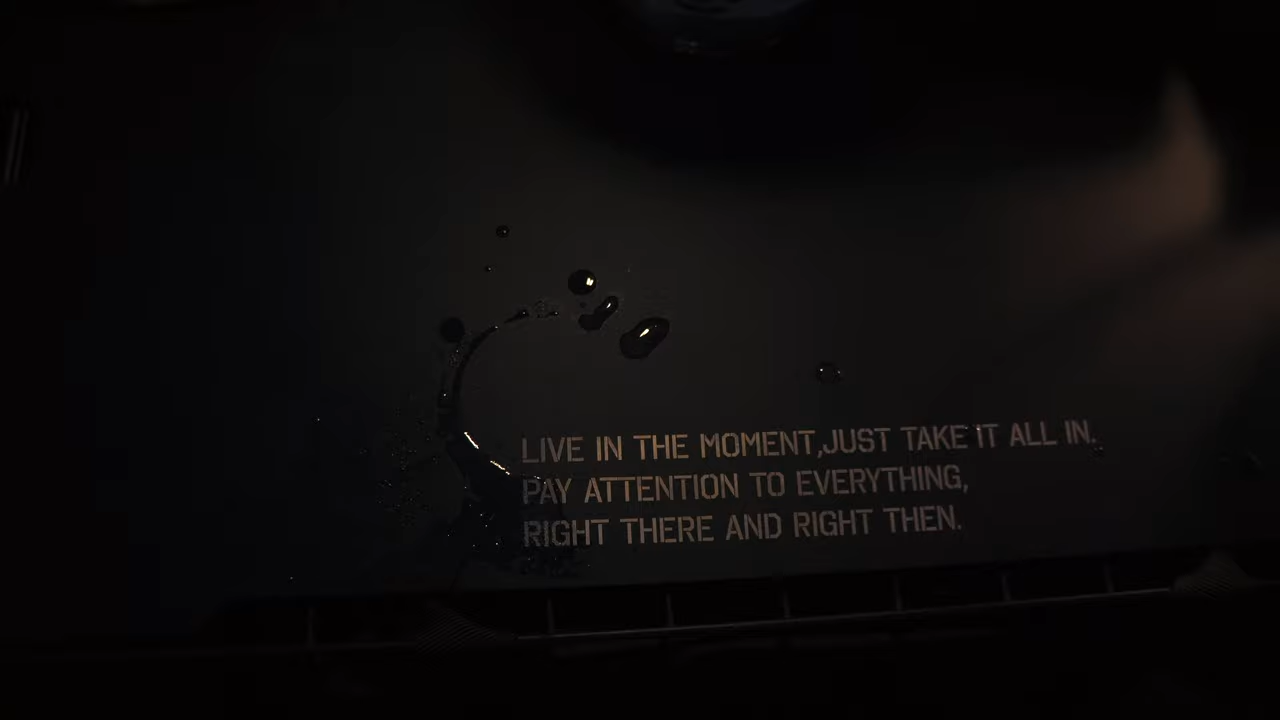 LIVE IN THE MOMENT,JUST TAKE IT ALL IN.
PAY ATTENTION TO EVERYTHING,
RIGHT THERE AND RIGHT THEN.